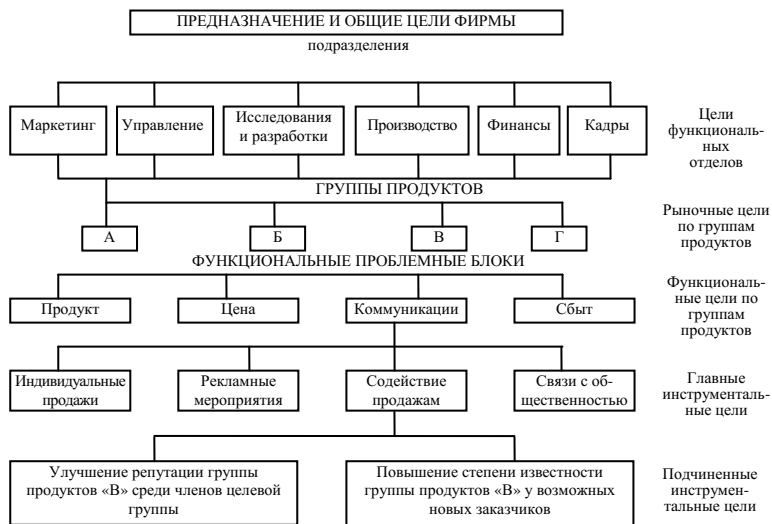 ПРЕДНАЗНАЧЕНИЕ И ОБЩИЕ ЦЕЛИ ФИРМЫ
подразделения
Маркетинг
Управление
Исследования
и разработки
Производство
Финансы
Кадры
Цели
функциональ-
ных
отделов
ГРУППЫ ПРОДУКТОВ
А
Б
В
Г
Рыночные цели
по группам
продуктов
ФУНКЦИОНАЛЬНЫЕ ПРОБЛЕМНЫЕ БЛОКИ
Продукт
Цена
Коммуникации
Сбыт
Функциональ-
ные цели по
группам
продуктов
Индивидуальные
продажи
Рекламные
мероприятия
Содействие
продажам
Связи с об-
щественностью
Главные
инструменталь-
ные цели
Улучшение репутации группы
продуктов «В» среди членов целевой
группы
Повышение степени известности
группы продуктов «В» у возможных
новых заказчиков
Подчиненные
инструмен-
тальные цели